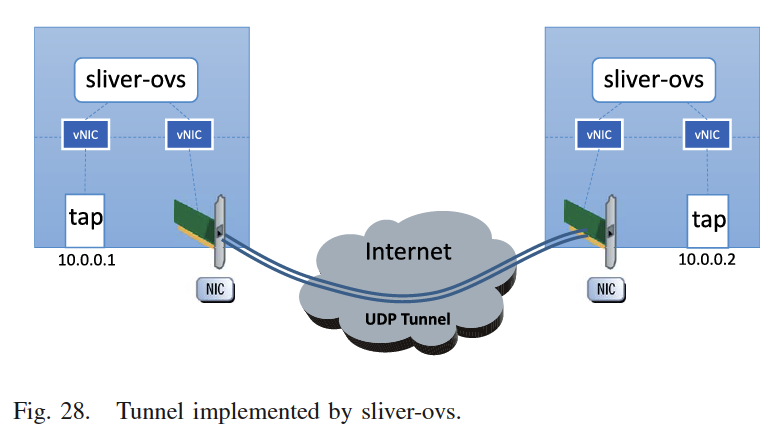 sliver-ovs
sliver-ovs
vNIC
vNIC
vNIC
vNIC
tap
tap
Internet
10.0.0.1
10.0.0.2
NIC
NIC
UDP Tunnel
Fig. 28. Tunnel implemented by sliver-ovs.